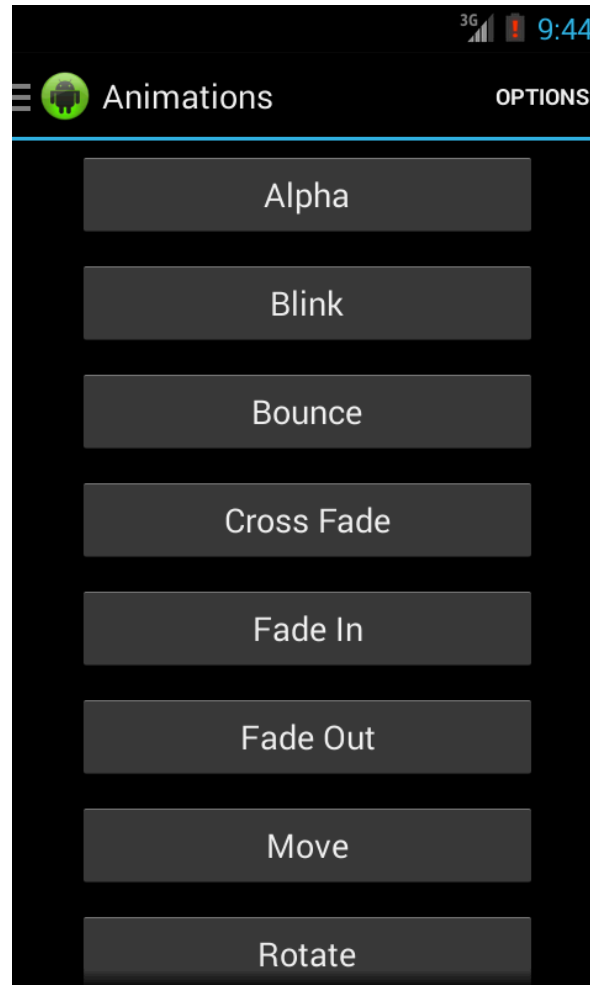 3G 9:44
Animations OPTIONS
Alpha
Blink
Bounce
Cross Fade
Fade In
Fade Out
Move
Rotate